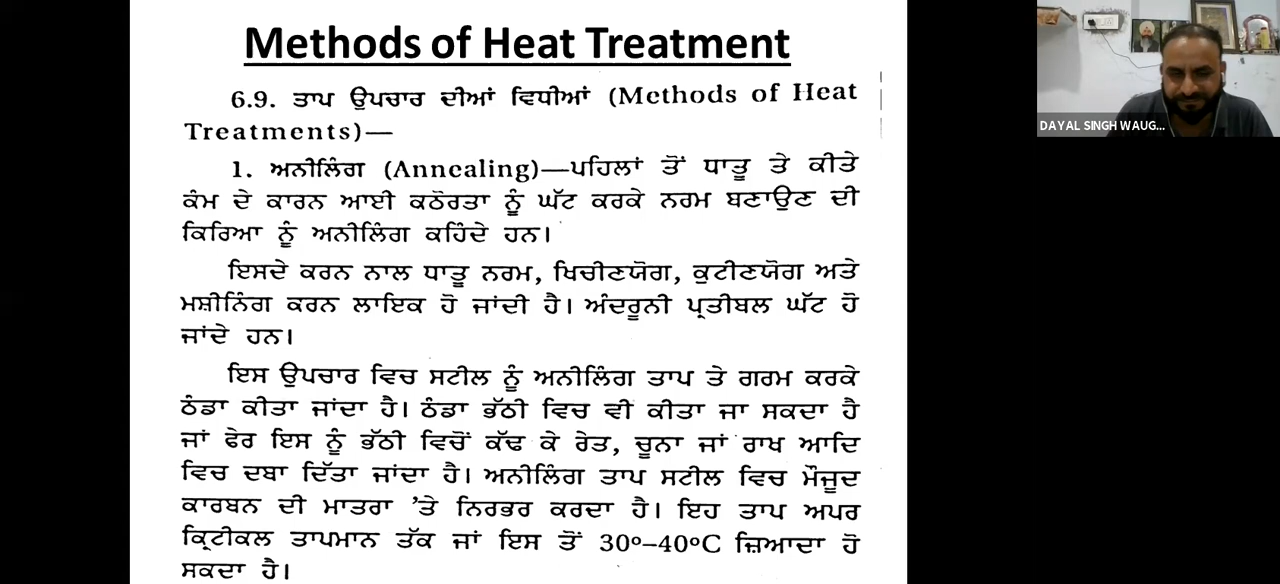 Methods of Heat Treatment
6.9. ਤਾਪ ਉਪਚਾਰ ਦੀਆਂ ਵਿਧੀਆਂ (Methods of Heat
Treatments)—
1. ਅਨੀਲਿੰਗ (Anncaling)—ਪਹਿਲਾਂ ਤੋਂ ਧਾਤੂ ਤੇ ਕੀਤੇ
ਕੰਮ ਦੇ ਕਾਰਨ ਆਈ ਕਠੋਰਤਾ ਨੂੰ ਘੱਟ ਕਰਕੇ ਨਰਮ ਬਣਾਉਣ ਦੀ
ਕਿਰਿਆ ਨੂੰ ਅਨੀਲਿੰਗ ਕਹਿੰਦੇ ਹਨ।
ਇਸਦੇ ਕਰਨ ਨਾਲ ਧਾਤੂ ਨਰਮ, ਖਿਚੀਣਯੋਗ, ਕੁਟੀਣਯੋਗ ਅਤੇ
ਮਸ਼ੀਨਿੰਗ ਕਰਨ ਲਾਇਕ ਹੋ ਜਾਂਦੀ ਹੈ। ਅੰਦਰੂਨੀ ਪ੍ਰਤੀਬਲ ਘੱਟ ਹੋ
ਜਾਂਦੇ ਹਨ।
ਇਸ ਉਪਚਾਰ ਵਿਚ ਸਟੀਲ ਨੂੰ ਅਨੀਲਿੰਗ ਤਾਪ ਤੇ ਗਰਮ ਕਰਕੇ
ਠੰਡਾ ਕੀਤਾ ਜਾਂਦਾ ਹੈ। ਠੰਡਾ ਭੱਠੀ ਵਿਚ ਵੀ ਕੀਤਾ ਜਾ ਸਕਦਾ ਹੈ
ਜਾਂ ਫੇਰ ਇਸ ਨੂੰ ਭੱਠੀ ਵਿਚੋਂ ਕੱਢ ਕੇ ਰੇਤ, ਚੂਨਾ ਜਾਂ ਰਾਖ ਆਦਿ
ਵਿਚ ਦਬਾ ਦਿੱਤਾ ਜਾਂਦਾ ਹੈ। ਅਨੀਲਿੰਗ ਤਾਪ ਸਟੀਲ ਵਿਚ ਮੌਜੂਦ
ਕਾਰਬਨ ਦੀ ਮਾਤਰਾ ’ਤੇ ਨਿਰਭਰ ਕਰਦਾ ਹੈ। ਇਹ ਤਾਪ ਅਪਰ
ਕ੍ਰਿਟੀਕਲ ਤਾਪਮਾਨ ਤੱਕ ਜਾਂ ਇਸ ਤੋਂ 30º–40ºC ਜ਼ਿਆਦਾ ਹੋ
ਸਕਦਾ ਹੈ।
DAYAL SINGH WAUG...